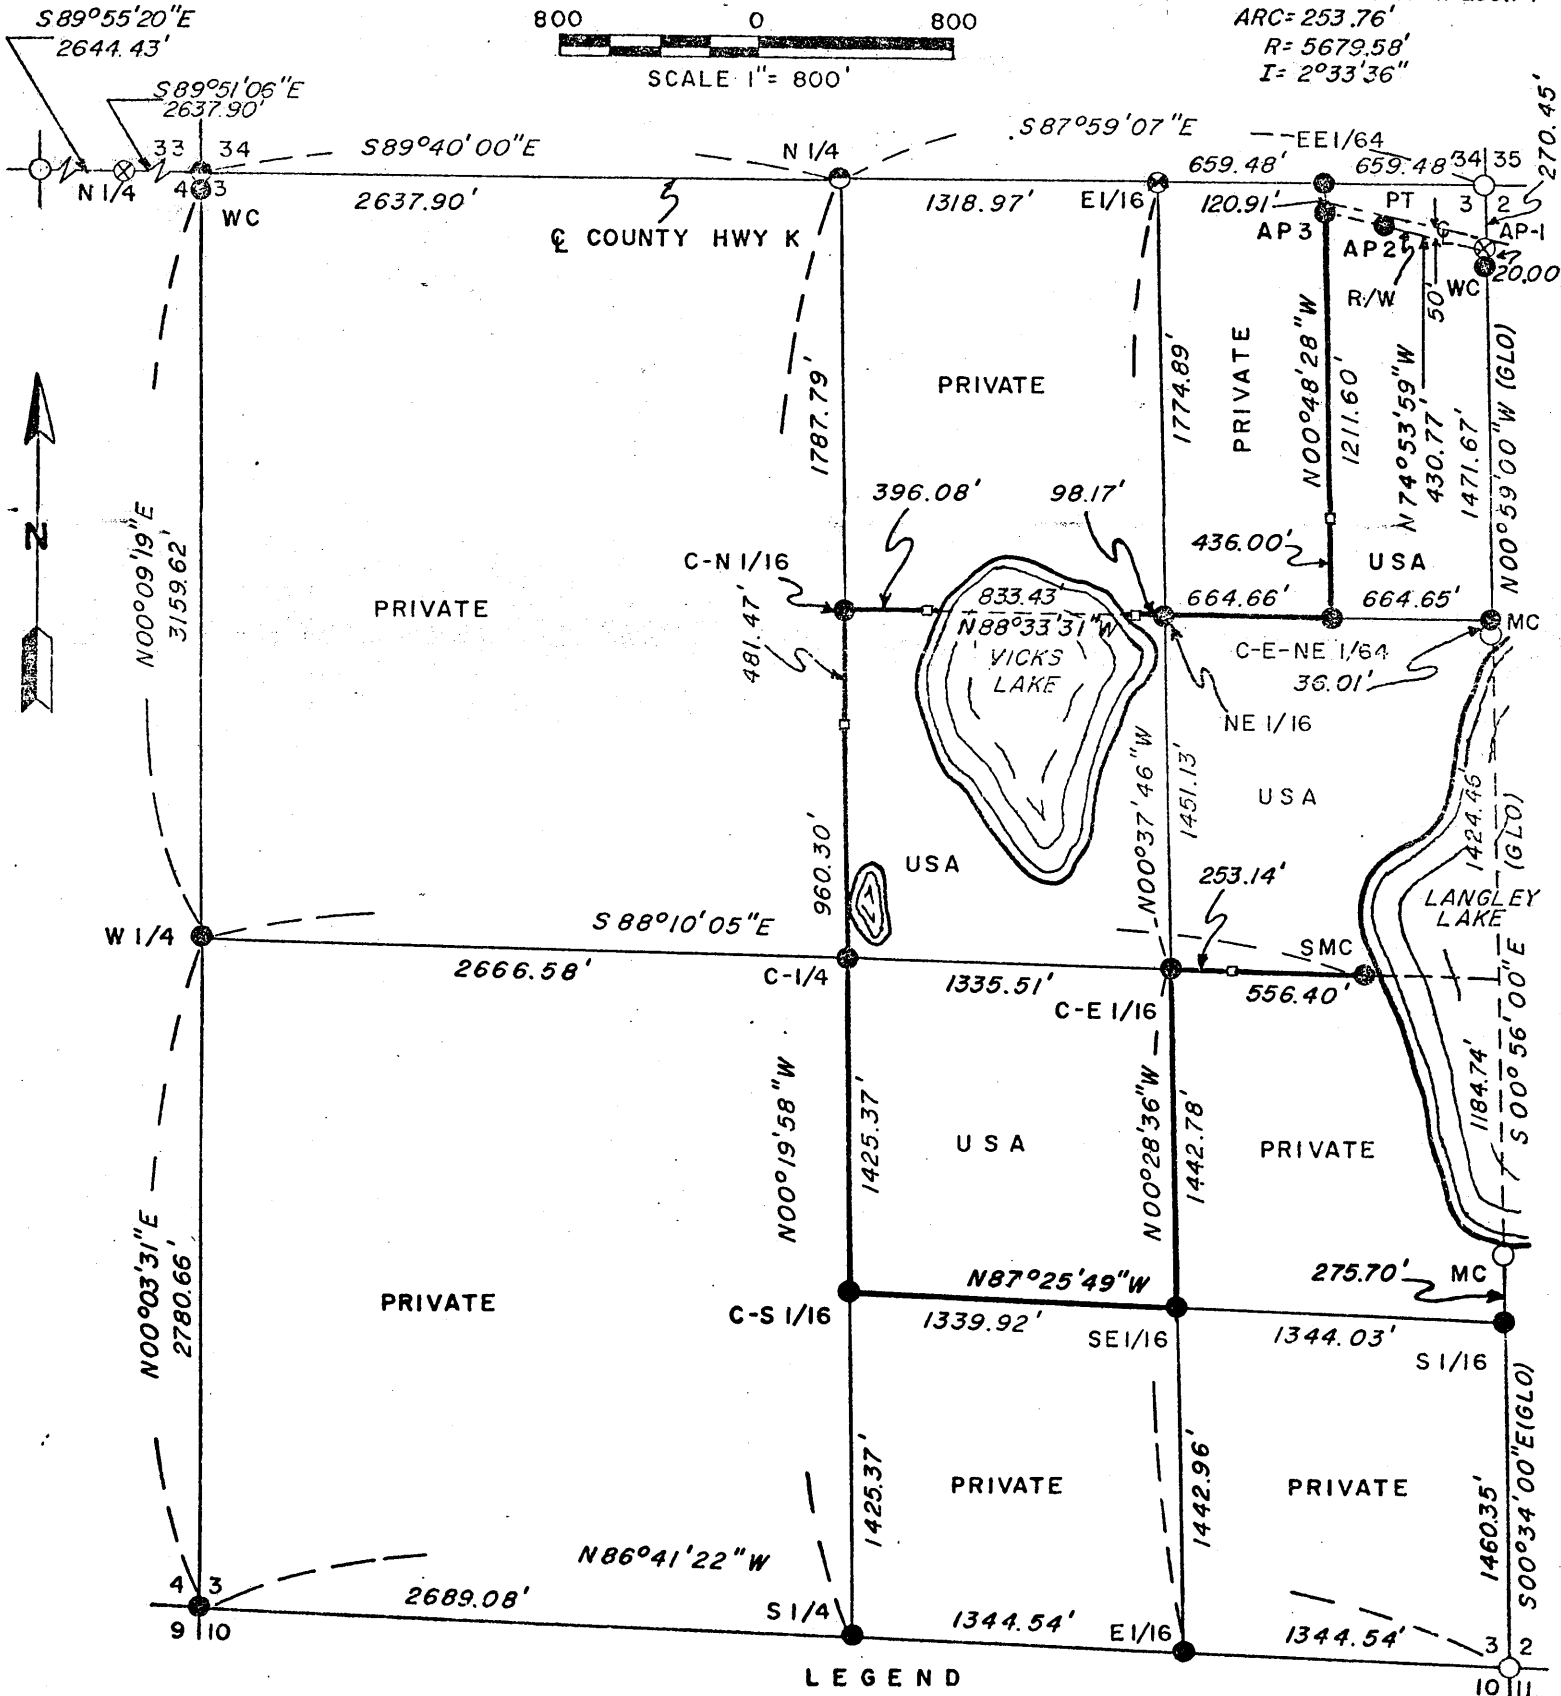 S89°55'20"E
2644.43'
800 0 800
SCALE 1"= 800'
ARC= 253.76'
R= 5679.58'
I= 2°33'36"
S89°51'06"E
2637.90'
270.45'
33 34
S89°40'00"E
N 1/4
S87°59'07"E
EE1/64
659.48'
659.48'
34 35
N 1/4
4 3
WC
2637.90'
1318.97'
E1/16
120.91'
PT
3 2
℄ COUNTY HWY K
AP3
AP2
℄
AP-1
20.00
R/W
50'
WC
PRIVATE
1787.79'
1774.89'
PRIVATE
N00°48'28"W
1211.60'
N74°53'59"W
430.77'
1471.67'
N00°59'00"W (GLO)
N
N00°09'19"E
3159.62'
PRIVATE
396.08'
98.17'
C-N 1/16
436.00'
USA
833.43'
N88°33'31"W
664.66'
664.65'
MC
481.47'
VICKS
LAKE
C-E-NE 1/64
36.01'
NE 1/16
N00°37'46"W
1451.13'
USA
1424.46'
(GLO)
960.30'
USA
253.14'
LANGLEY
LAKE
W 1/4
S 88°10'05"E
SMC
2666.58'
C-1/4
1335.51'
C-E 1/16
556.40'
N00°19'58"W
1425.37'
USA
N00°28'36"W
1442.78'
PRIVATE
1184.74'
S00°56'00"E
N00°03'31"E
2780.66'
PRIVATE
N87°25'49"W
275.70'
MC
C-S 1/16
1339.92'
SE1/16
1344.03'
S 1/16
1425.37'
PRIVATE
1442.96'
PRIVATE
1460.35'
S00°34'00"E(GLO)
4 3
N86°41'22"W
2689.08'
S 1/4
1344.54'
E 1/16
1344.54'
3 2
9 10
LEGEND
10 11